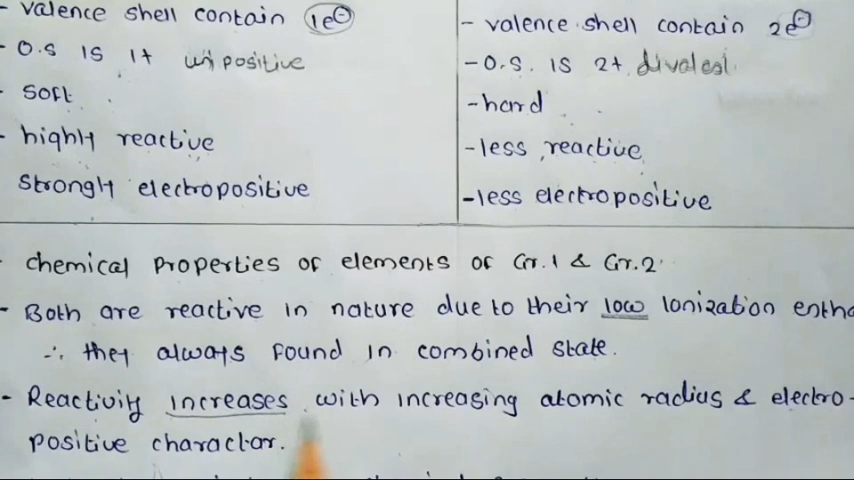 - valence shell contain 1e⊖
- valence shell contain 2e⊖
- O.S IS 1+ unipositive
- O.S. IS 2+ divalent
- Soft
- hard
- highly reactive
- less reactive
Strongly electropositive
- less electropositive
- chemical Properties of elements of Gr.1 & Gr.2
- Both are reactive in nature due to their low Ionization entha
∴ they always found in combined state.
- Reactivity increases with increasing atomic radius & electro-
positive charactor.